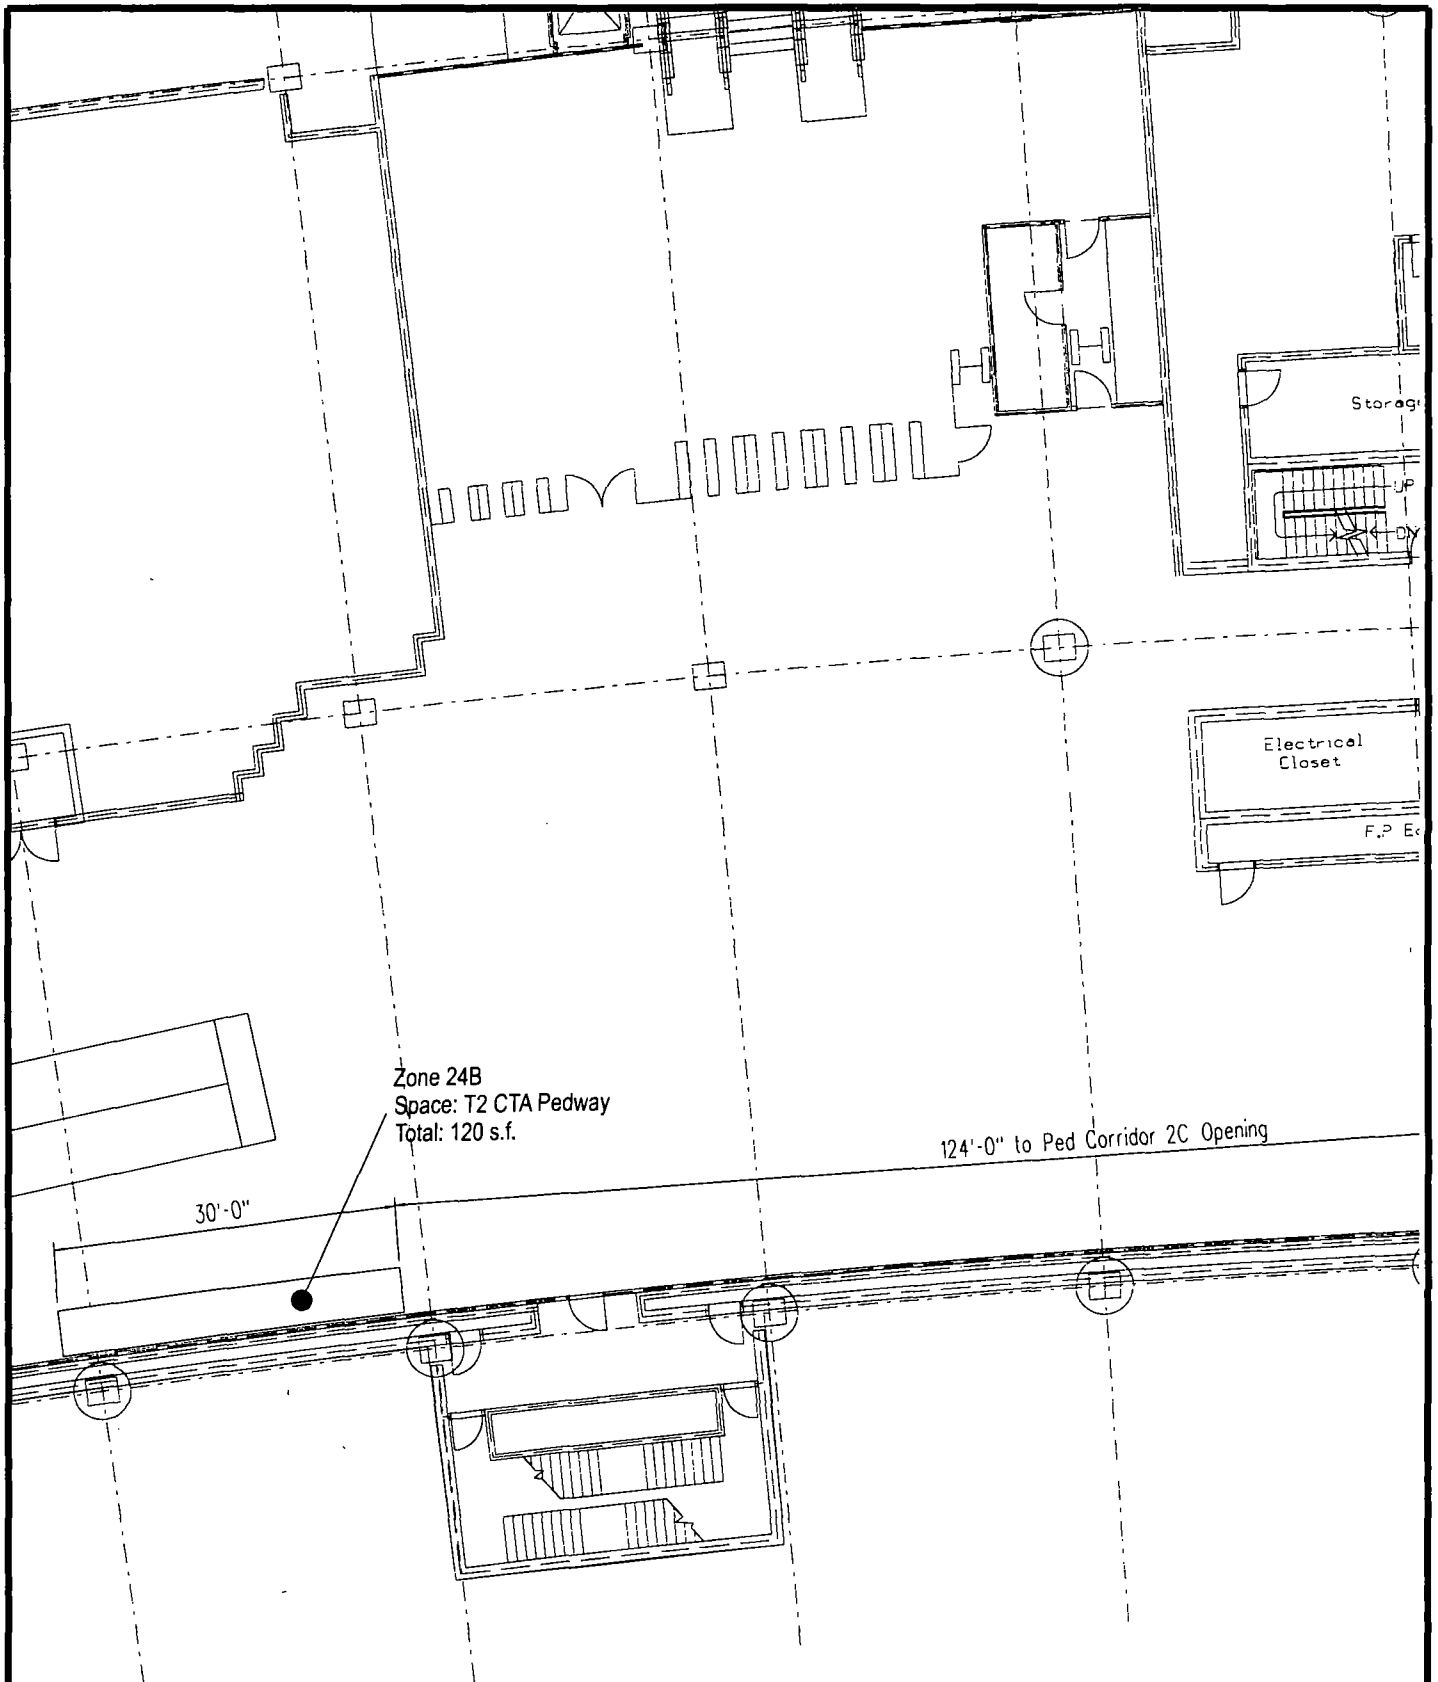 Storag
UP
DN
Electrical
Closet
F.P E
Zone 24B
Space: T2 CTA Pedway
Total: 120 s.f.
124'-0" to Ped Corridor 2C Opening
30'-0"